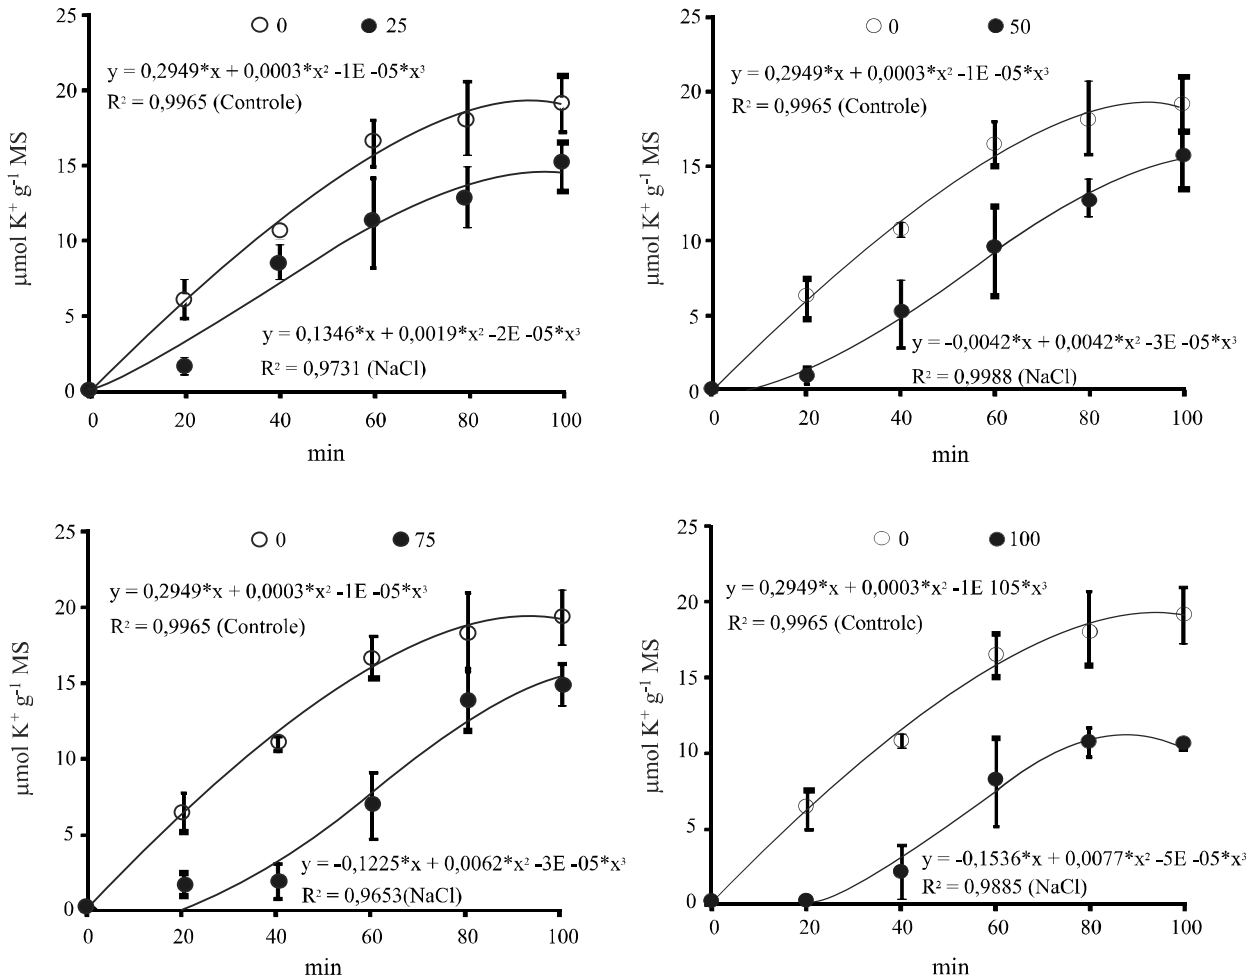 25
0 25
y = 0,2949*x + 0,0003*x² -1E -05*x³
R² = 0,9965 (Controle)
20
15
10
5
0
µmol K⁺ g⁻¹ MS
y = 0,1346*x + 0,0019*x² -2E -05*x³
R² = 0,9731 (NaCl)
0 20 40 60 80 100
min
25
0 50
y = 0,2949*x + 0,0003*x² -1E -05*x³
R² = 0,9965 (Controle)
20
15
10
5
0
µmol K⁺ g⁻¹ MS
y = -0,0042*x + 0,0042*x² -3E -05*x³
R² = 0,9988 (NaCl)
0 20 40 60 80 100
min
25
0 75
y = 0,2949*x + 0,0003*x² -1E -05*x³
R² = 0,9965 (Controle)
20
15
10
5
0
µmol K⁺ g⁻¹ MS
y = -0,1225*x + 0,0062*x² -3E -05*x³
R² = 0,9653(NaCl)
0 20 40 60 80 100
min
25
0 100
y = 0,2949*x + 0,0003*x² -1E 105*x³
R² = 0,9965 (Controle)
20
15
10
5
0
µmol K⁺ g⁻¹ MS
y = -0,1536*x + 0,0077*x² -5E -05*x³
R² = 0,9885 (NaCl)
0 20 40 60 80 100
min